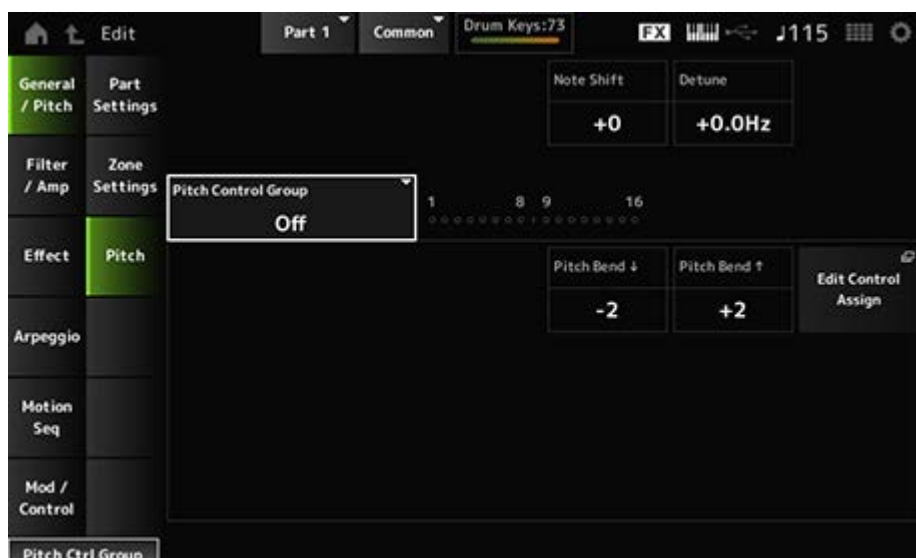 Edit
Part 1
Common
Drum Keys:73
FX
♩115
General / Pitch
Part Settings
Note Shift
+0
Detune
+0.0Hz
Filter / Amp
Zone Settings
Pitch Control Group
Off
1 8 9 16
Effect
Pitch
Pitch Bend ↓
-2
Pitch Bend ↑
+2
Edit Control Assign
Arpeggio
Motion Seq
Mod / Control
Pitch Ctrl Group